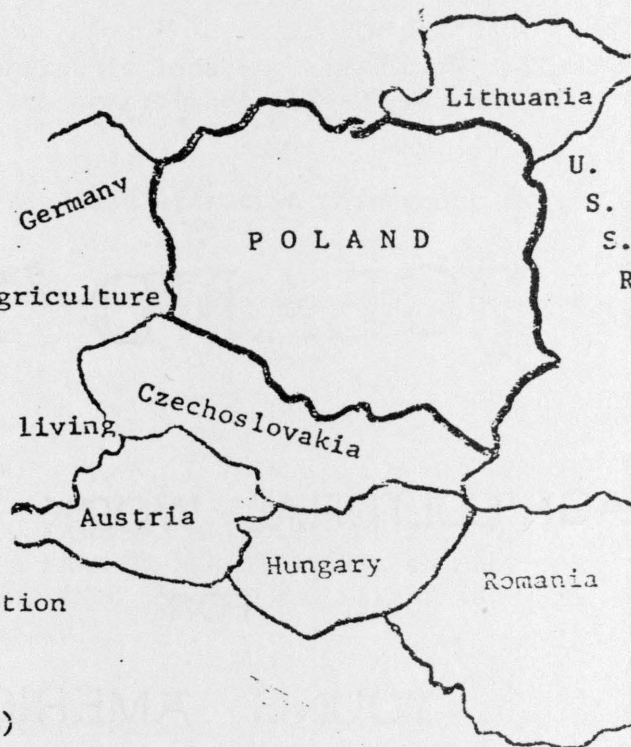 Lithuania
U.
S.
S.
R
Germany
POLAND
griculture
Czechoslovakia
living
Austria
Hungary
Romania
tion
)